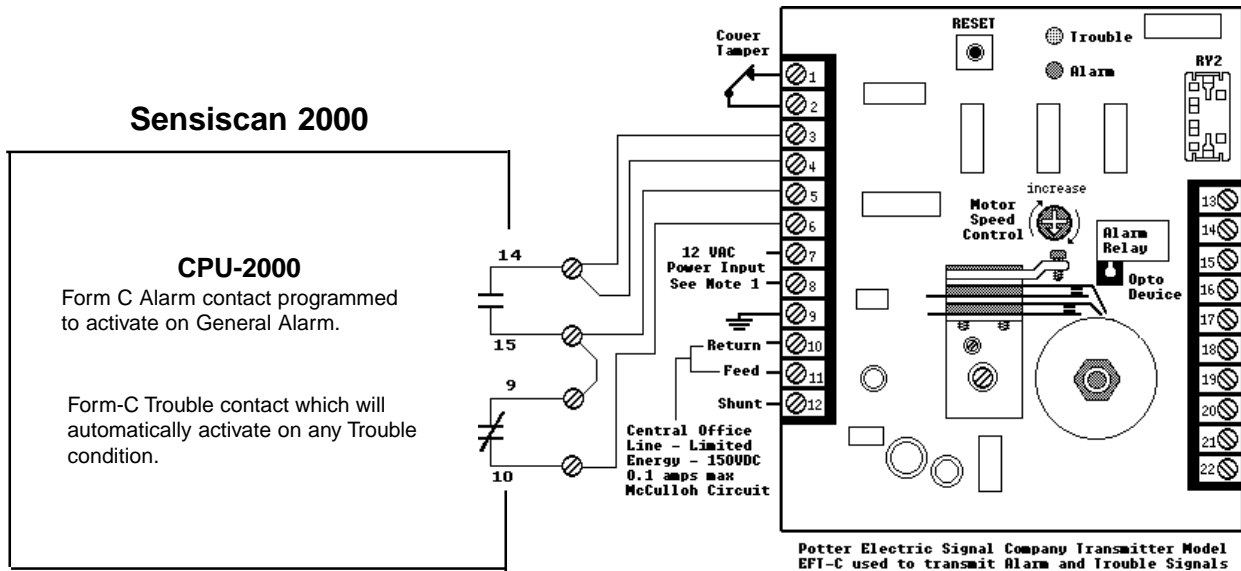 Sensiscan 2000
CPU-2000
Form C Alarm contact programmed
to activate on General Alarm.
Form-C Trouble contact which will
automatically activate on any Trouble
condition.
14
15
9
10
Cover
Tamper
12 VAC
Power Input
See Note 1
Return
Feed
Shunt
Central Office
Line - Limited
Energy - 150VDC
0.1 amps max
McCulloh Circuit
1
2
3
4
5
6
7
8
9
10
11
12
RESET
Trouble
Alarm
RY2
increase
Motor
Speed
Control
Alarm
Relay
Opto
Device
13
14
15
16
17
18
19
20
21
22
Potter Electric Signal Company Transmitter Model
EFT-C used to transmit Alarm and Trouble Signals